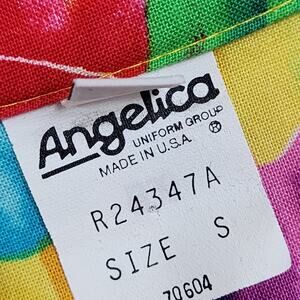 Angelica
UNIFORM GROUP
MADE IN U.S.A. ®
R24347A
SIZE S
70604